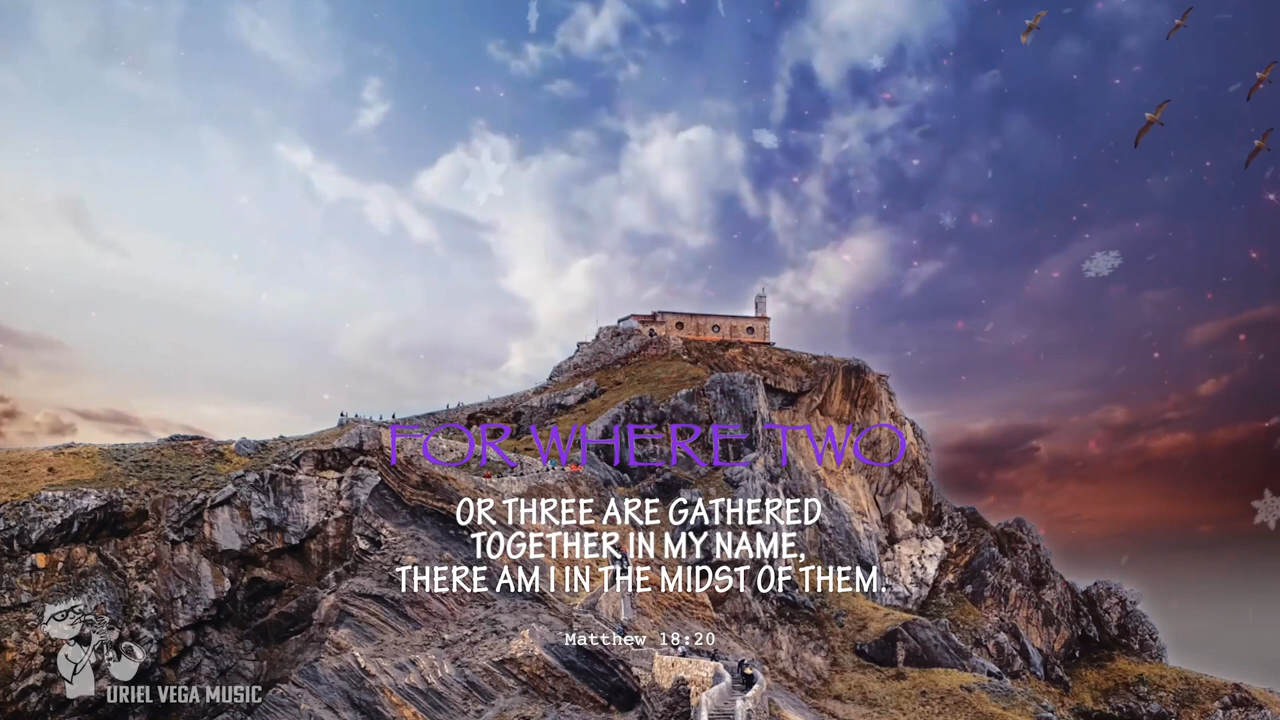 FOR WHERE TWO
OR THREE ARE GATHERED
TOGETHER IN MY NAME,
THERE AM I IN THE MIDST OF THEM.
Matthew 18:20
URIEL VEGA MUSIC